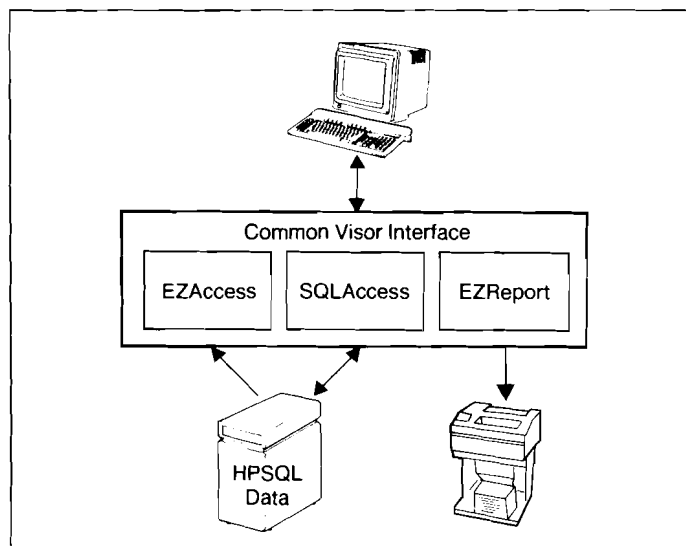 Common Visor Interface
EZAccess
SQLAccess
EZReport
HPSQL
Data